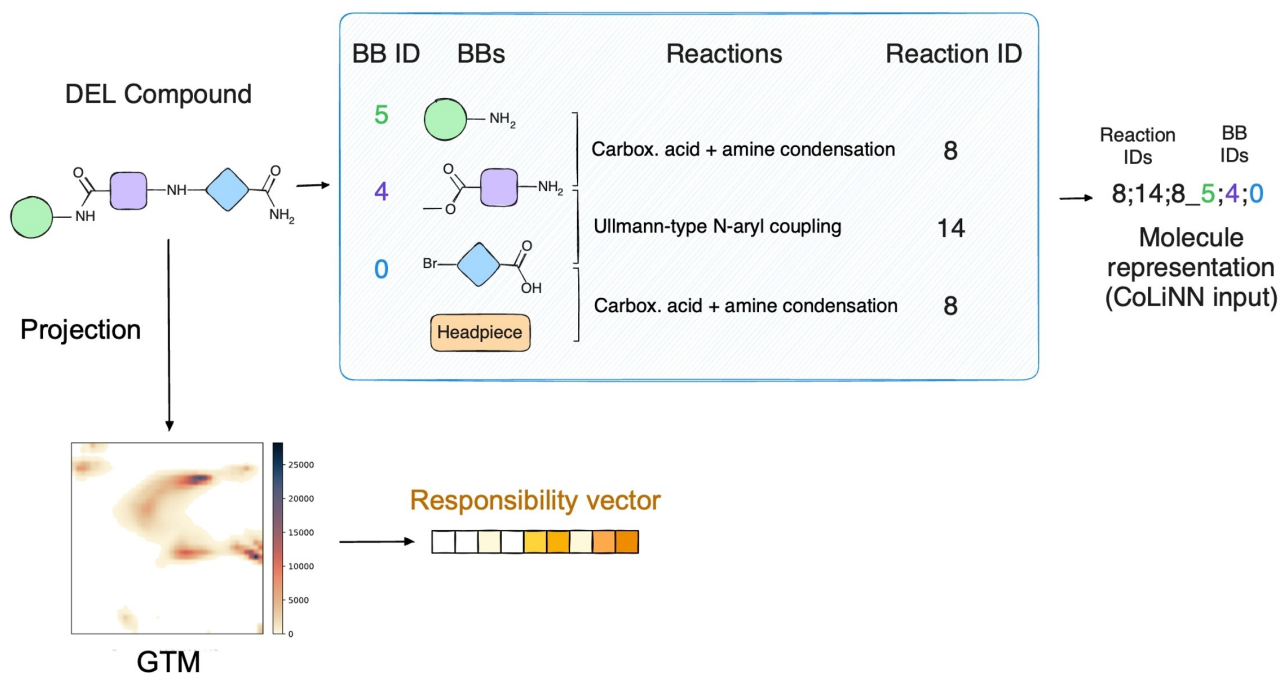 DEL Compound
O
NH
NH
O
NH2
BB ID
BBs
Reactions
Reaction ID
5
NH2
Carbox. acid + amine condensation
8
4
O
O
NH2
Ullmann-type N-aryl coupling
14
0
Br
O
OH
Carbox. acid + amine condensation
8
Headpiece
Reaction
IDs
BB
IDs
8;14;8_5;4;0
Molecule
representation
(CoLiNN input)
Projection
25000
20000
15000
10000
5000
0
GTM
Responsibility vector